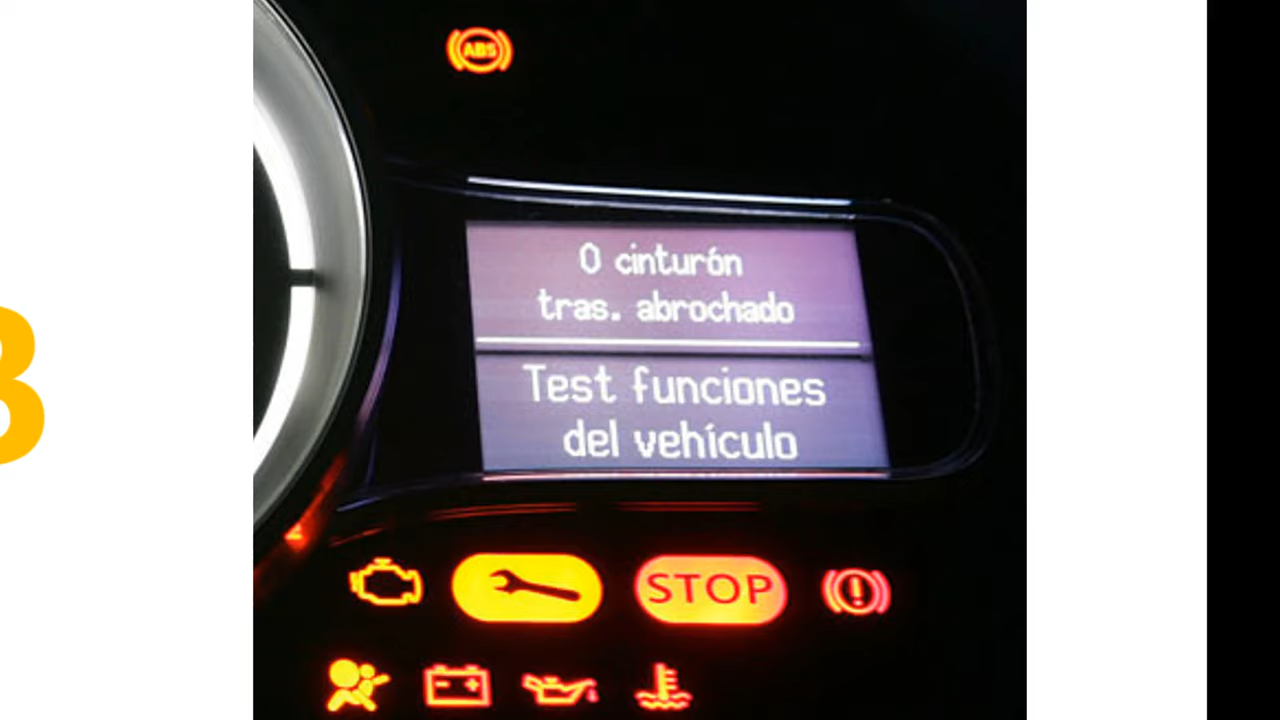 ABS
0 cinturón
tras. abrochado
Test funciones
del vehículo
STOP